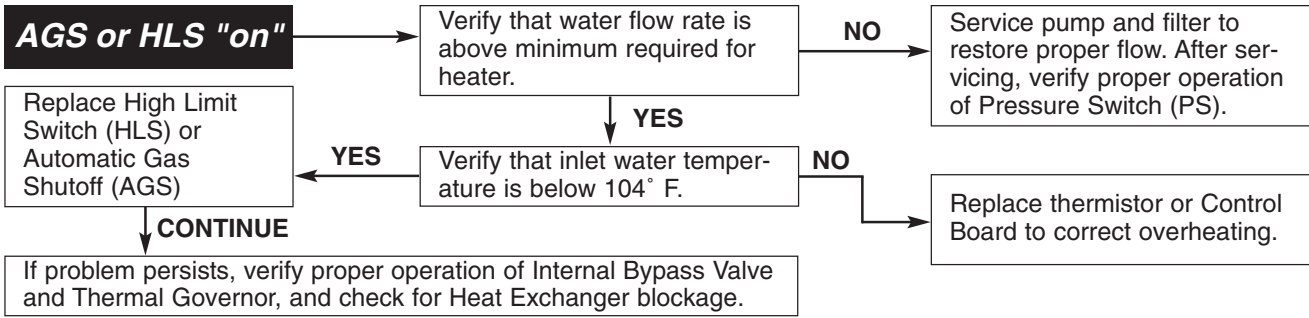 AGS or HLS "on"
Verify that water flow rate is
above minimum required for
heater.
NO
Service pump and filter to
restore proper flow. After ser-
vicing, verify proper operation
of Pressure Switch (PS).
YES
Verify that inlet water temper-
ature is below 104˚ F.
NO
Replace thermistor or Control
Board to correct overheating.
YES
Replace High Limit
Switch (HLS) or
Automatic Gas
Shutoff (AGS)
CONTINUE
If problem persists, verify proper operation of Internal Bypass Valve
and Thermal Governor, and check for Heat Exchanger blockage.